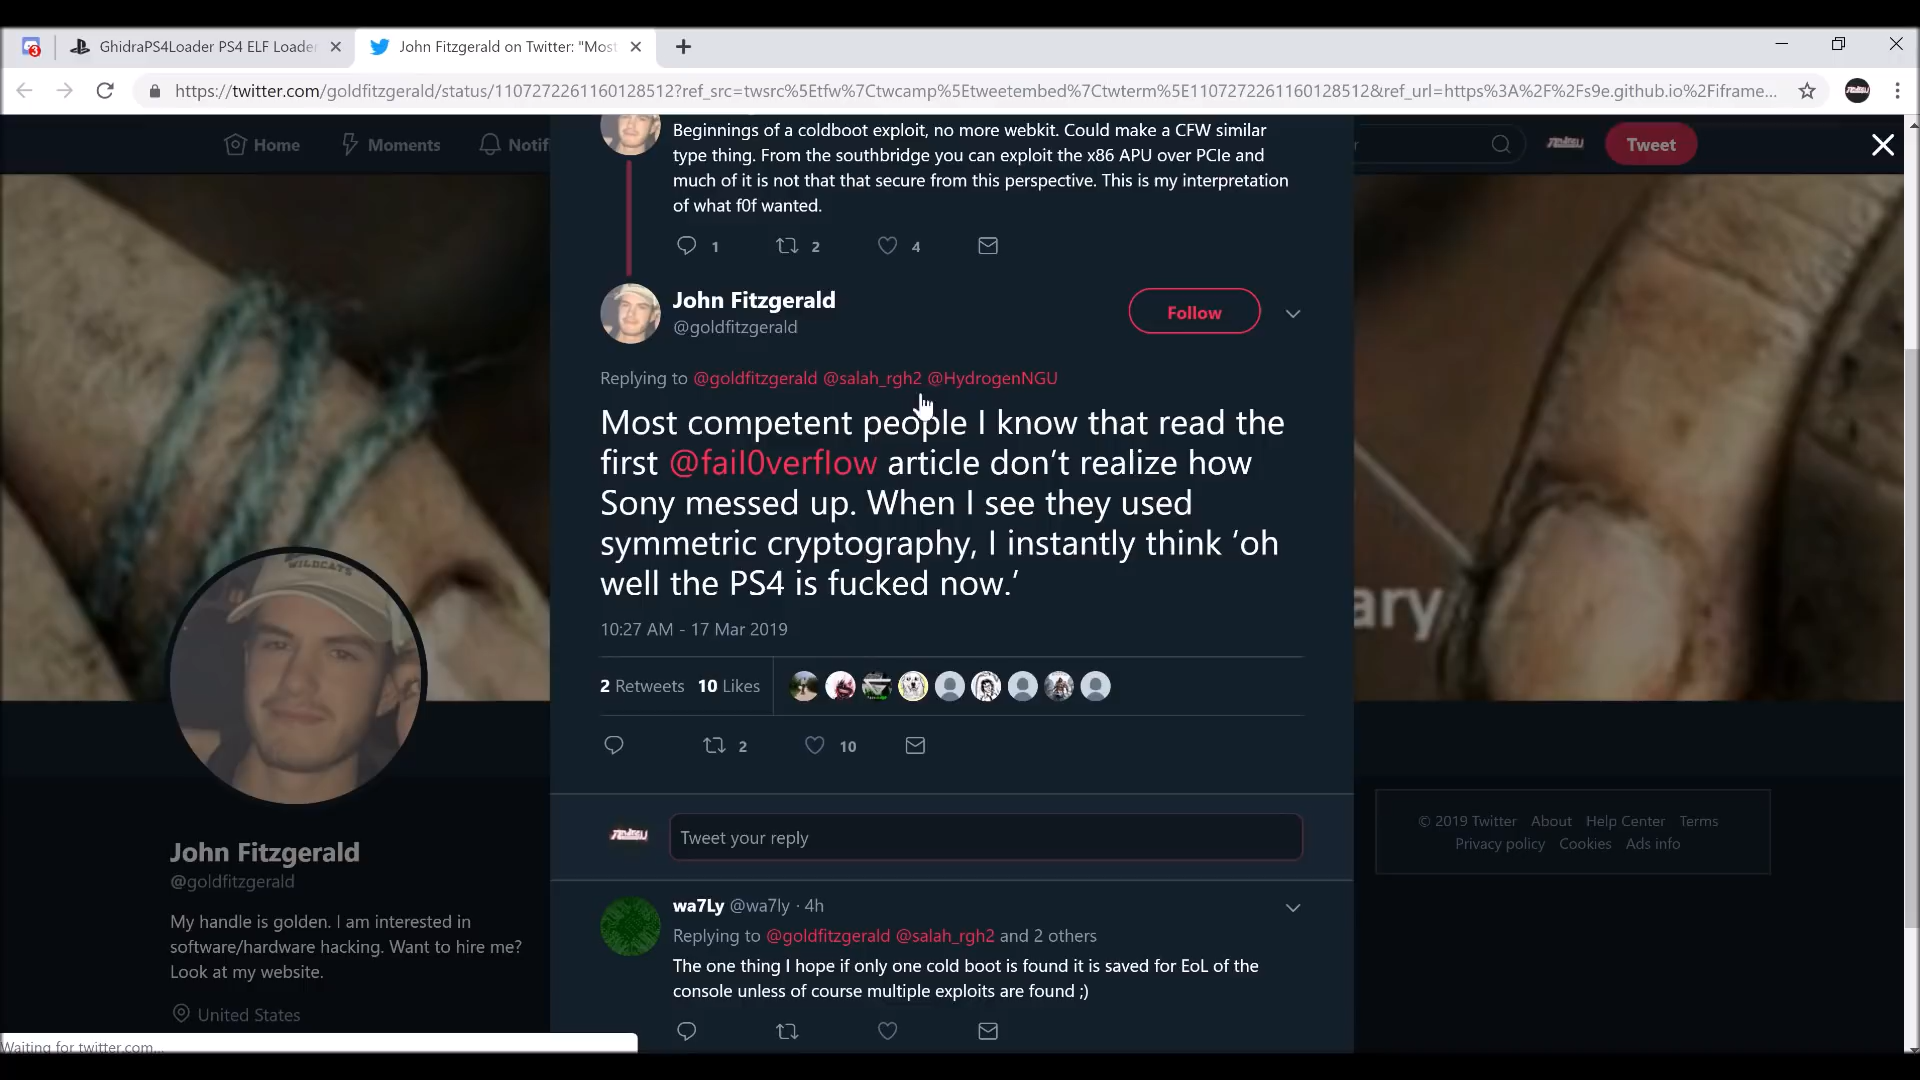 3
GhidraPS4Loader PS4 ELF Loade
John Fitzgerald on Twitter: "Most
https://twitter.com/goldfitzgerald/status/1107272261160128512?ref_src=twsrc%5Etfw%7Ctwcamp%5Etweetembed%7Ctwterm%5E1107272261160128512&ref_url=https%3A%2F%2Fs9e.github.io%2Fiframe...
Home
Moments
Notif
Tweet
Beginnings of a coldboot exploit, no more webkit. Could make a CFW similar
type thing. From the southbridge you can exploit the x86 APU over PCIe and
much of it is not that that secure from this perspective. This is my interpretation
of what f0f wanted.
1 2 4
John Fitzgerald
@goldfitzgerald
Follow
Replying to @goldfitzgerald @salah_rgh2 @HydrogenNGU
Most competent people I know that read the
first @fail0verflow article don’t realize how
Sony messed up. When I see they used
symmetric cryptography, I instantly think ‘oh
well the PS4 is fucked now.’
10:27 AM - 17 Mar 2019
2 Retweets 10 Likes
2 10
Tweet your reply
wa7Ly @wa7ly · 4h
Replying to @goldfitzgerald @salah_rgh2 and 2 others
The one thing I hope if only one cold boot is found it is saved for EoL of the
console unless of course multiple exploits are found ;)
WILDCATS
John Fitzgerald
@goldfitzgerald
My handle is golden. I am interested in
software/hardware hacking. Want to hire me?
Look at my website.
United States
ary
© 2019 Twitter About Help Center Terms
Privacy policy Cookies Ads info
Waiting for twitter.com...